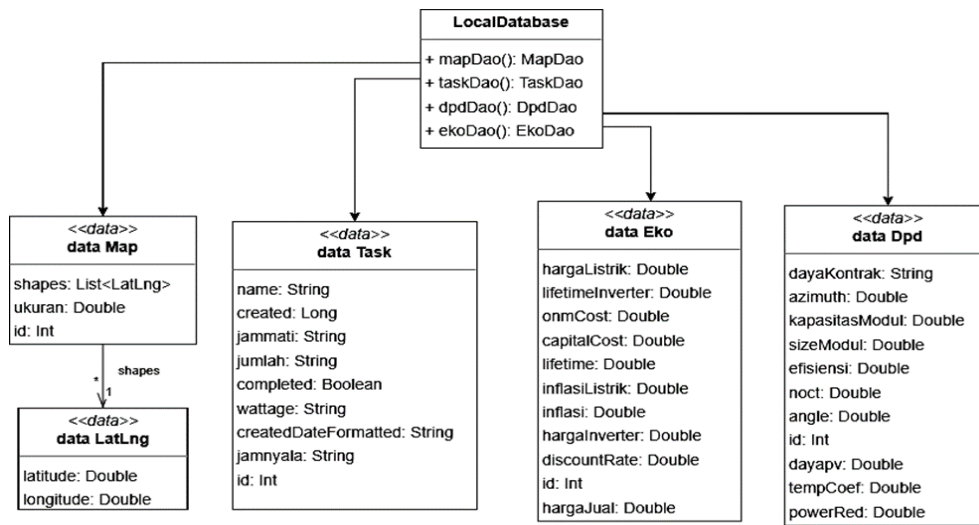 LocalDatabase
+ mapDao(): MapDao
+ taskDao(): TaskDao
+ dpdDao(): DpdDao
+ ekoDao(): EkoDao
<<data>>
data Map
shapes: List<LatLng>
ukuran: Double
id: Int
shapes
*
1
<<data>>
data LatLng
latitude: Double
longitude: Double
<<data>>
data Task
name: String
created: Long
jammati: String
jumlah: String
completed: Boolean
wattage: String
createdDateFormatted: String
jamnyala: String
id: Int
<<data>>
data Eko
hargaListrik: Double
lifetimeInverter: Double
onmCost: Double
capitalCost: Double
lifetime: Double
inflasiListrik: Double
inflasi: Double
hargaInverter: Double
discountRate: Double
id: Int
hargaJual: Double
<<data>>
data Dpd
dayaKontrak: String
azimuth: Double
kapasitasModul: Double
sizeModul: Double
efisiensi: Double
noct: Double
angle: Double
id: Int
dayapv: Double
tempCoef: Double
powerRed: Double